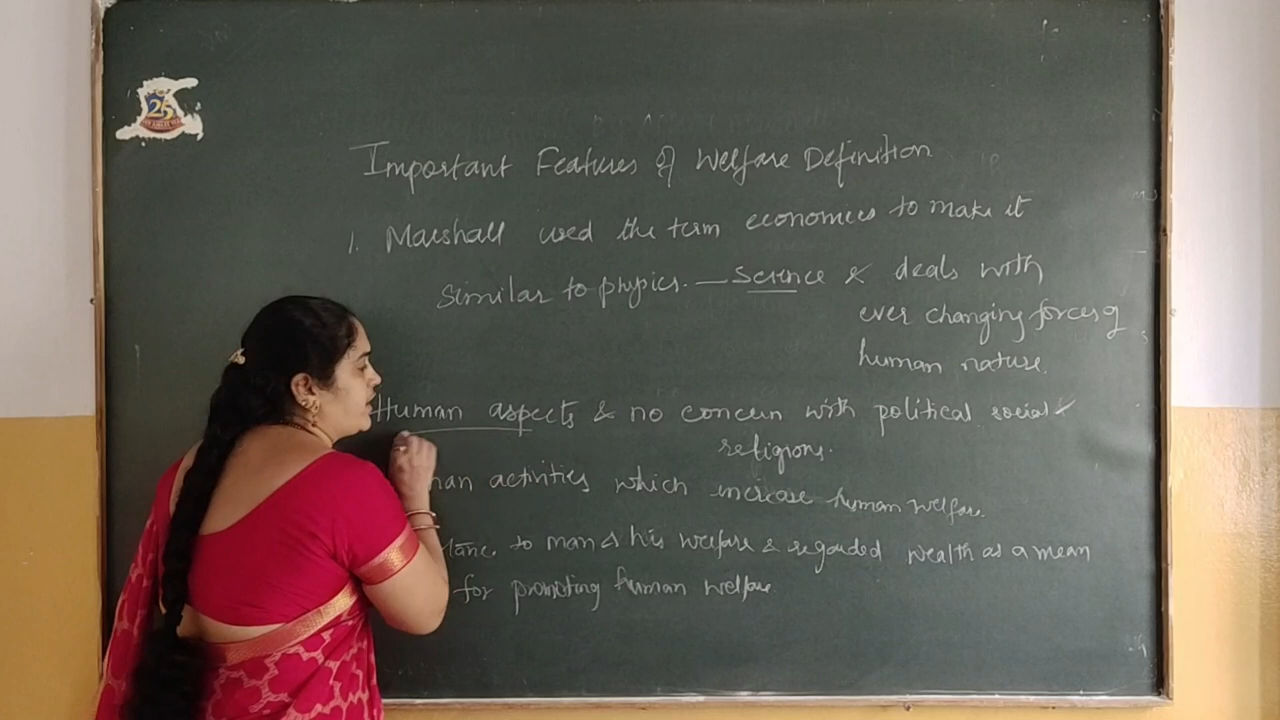 25
Important Features of Welfare Definition
1. Marshall used the term economics to make it
similar to physics. — Science & deals with
ever changing forces of
human nature.
Human aspects & no concern with political social &
religions.
man activities which increase human welfare.
tance to man & his welfare & regarded wealth as a mean
for promoting human welfare